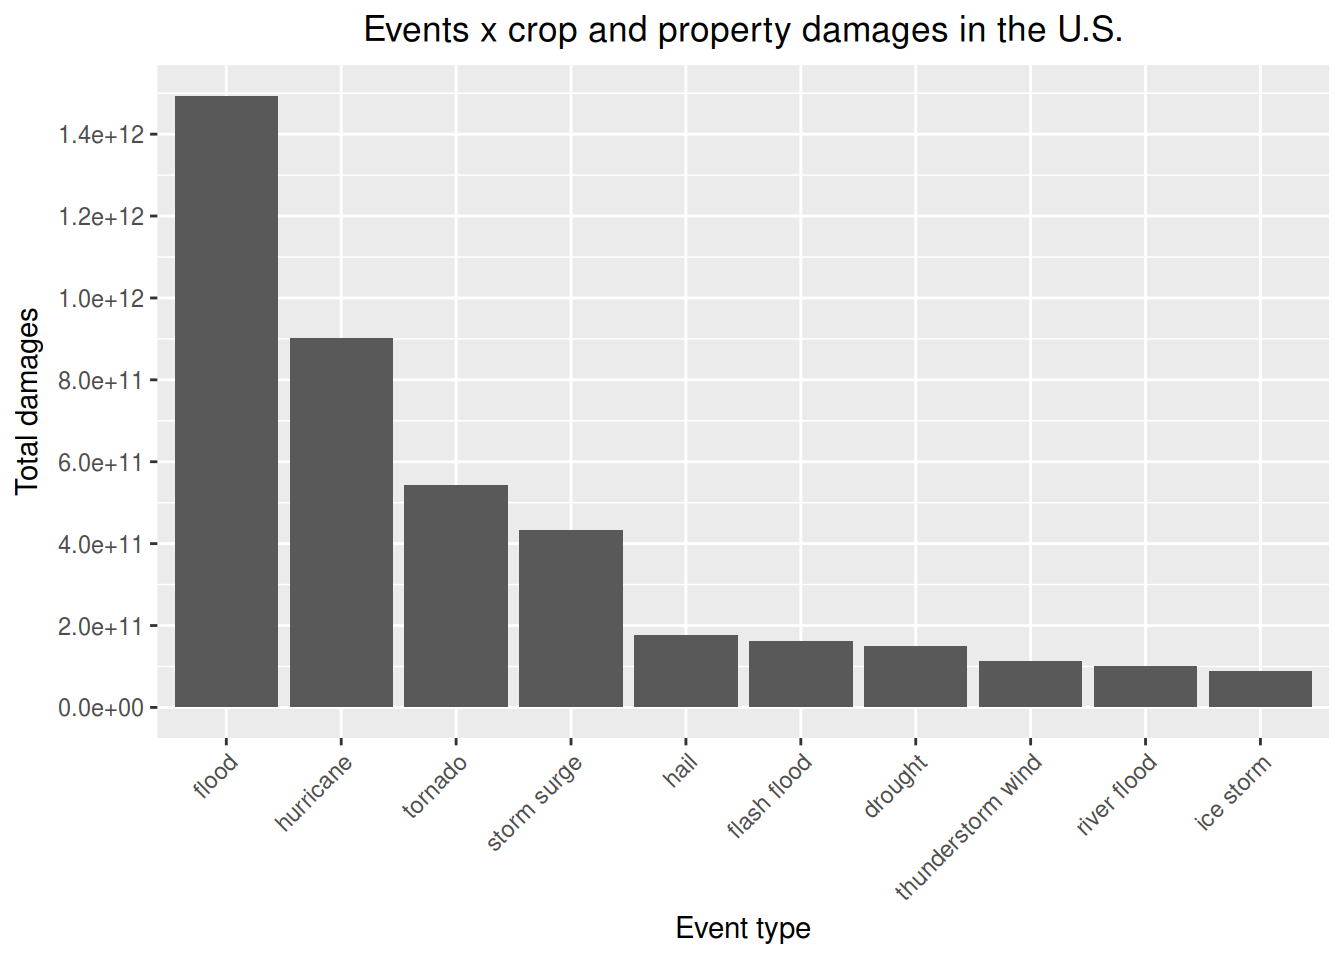 Events x crop and property damages in the U.S.
Total damages
1.4e+12
1.2e+12
1.0e+12
8.0e+11
6.0e+11
4.0e+11
2.0e+11
0.0e+00
flood
hurricane
tornado
storm surge
hail
flash flood
drought
thunderstorm wind
river flood
ice storm
Event type